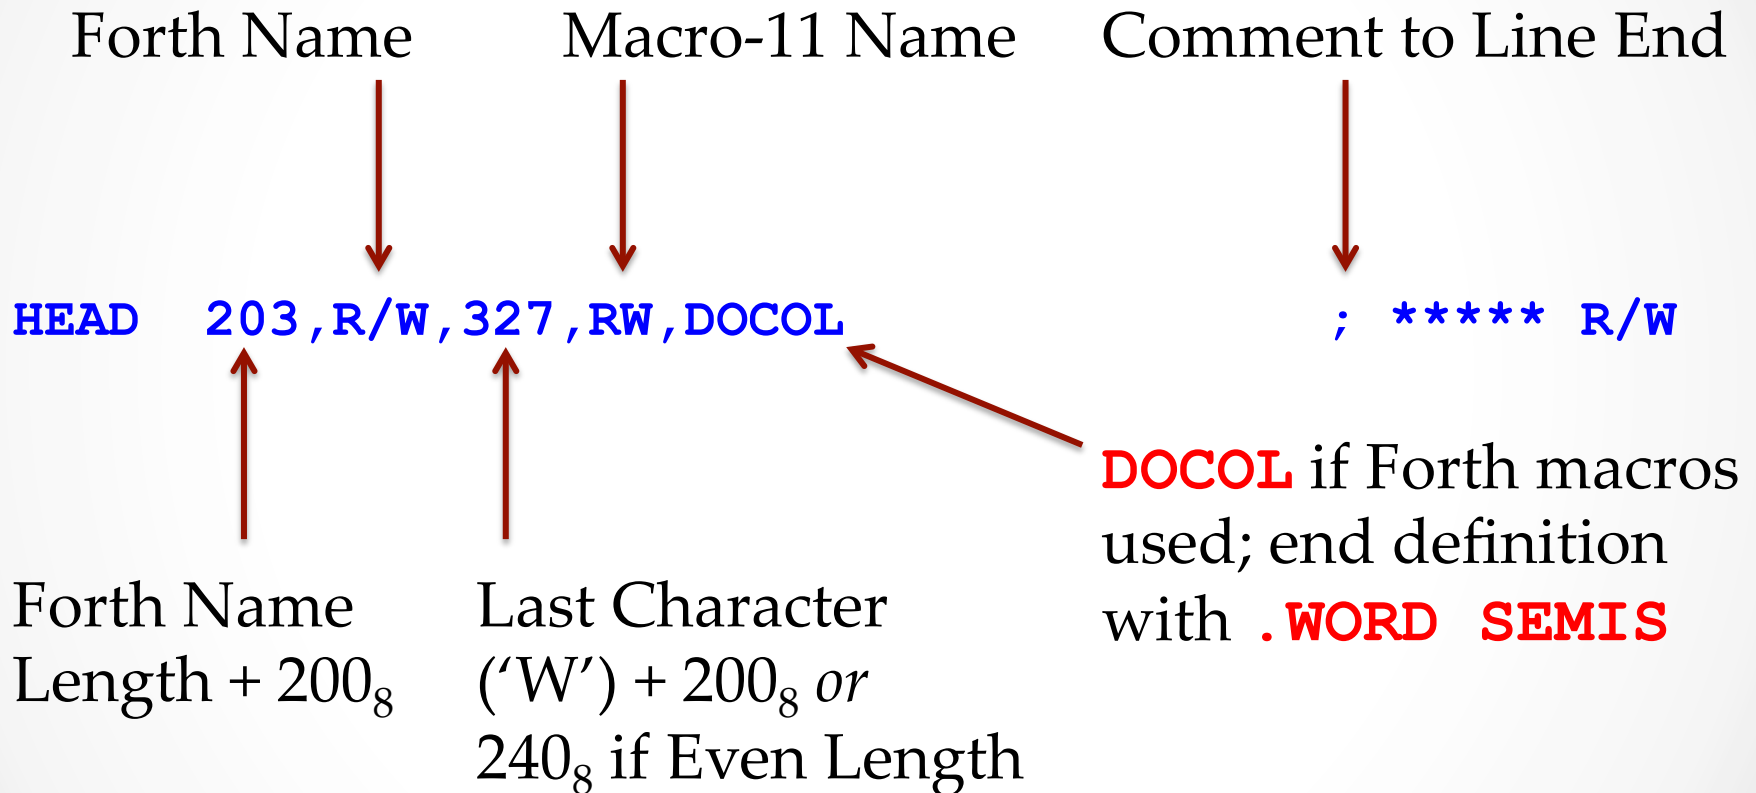 Forth Name
Macro-11 Name
Comment to Line End
HEAD  203,R/W,327,RW,DOCOL
; ***** R/W
Forth Name
Length + 200₈
Last Character
(‘W’) + 200₈ or
240₈ if Even Length
DOCOL if Forth macros
used; end definition
with .WORD SEMIS